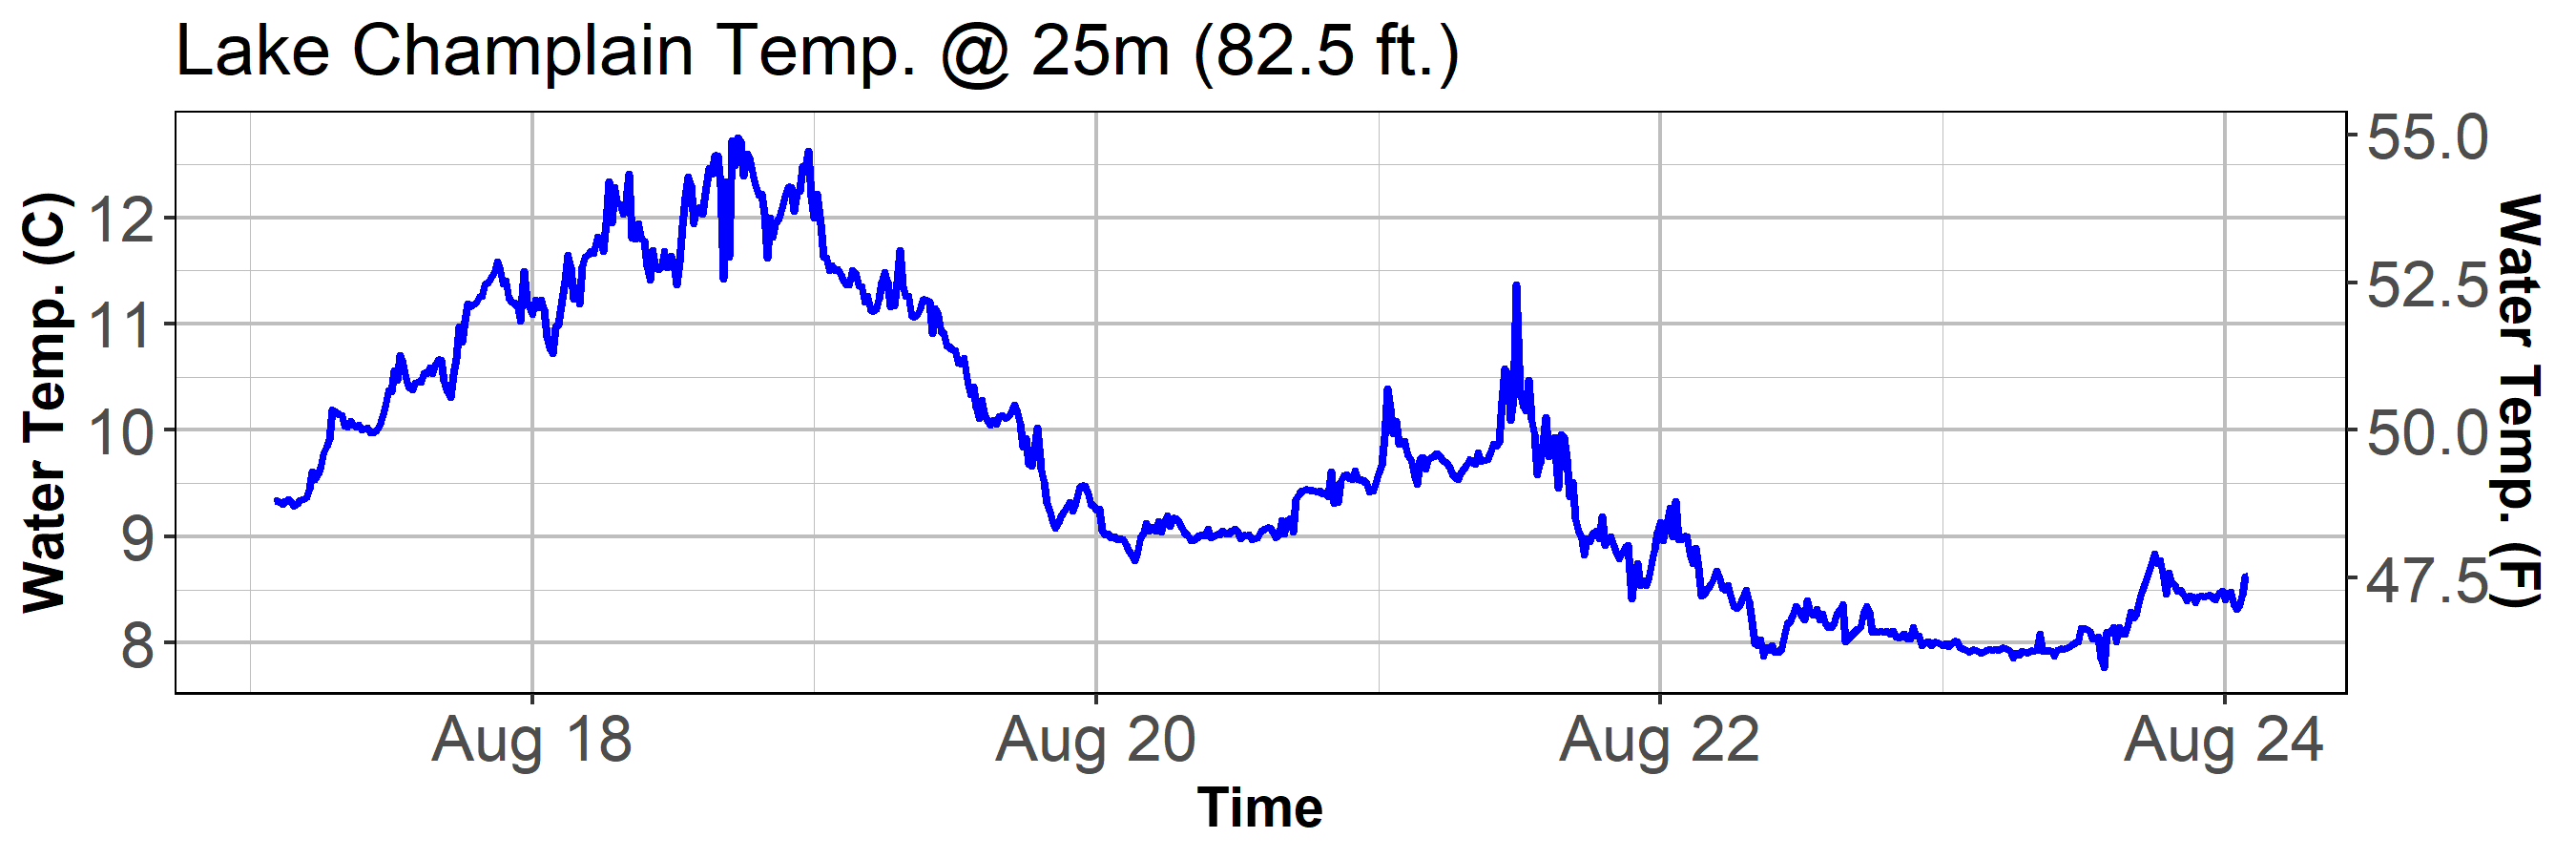 Lake Champlain Temp. @ 25m (82.5 ft.)
Water Temp. (C)
12
11
10
9
8
55.0
52.5
50.0
47.5
Water Temp. (F)
Aug 18
Aug 20
Aug 22
Aug 24
Time